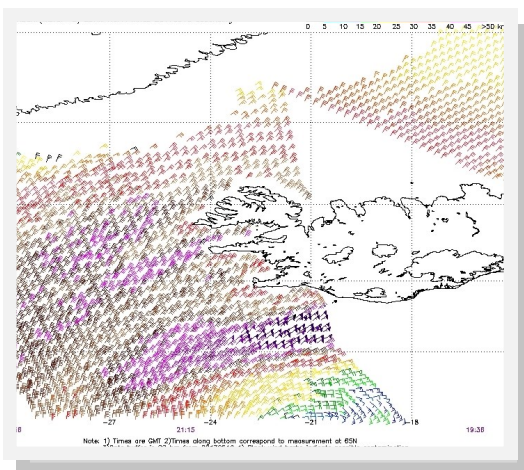 0 5 10 15 20 25 30 35 40 45 >50 kn
-27 -24 -21 -18
21:15 19:38
Note: 1) Times are GMT 2)Times along bottom correspond to measurement at 65N